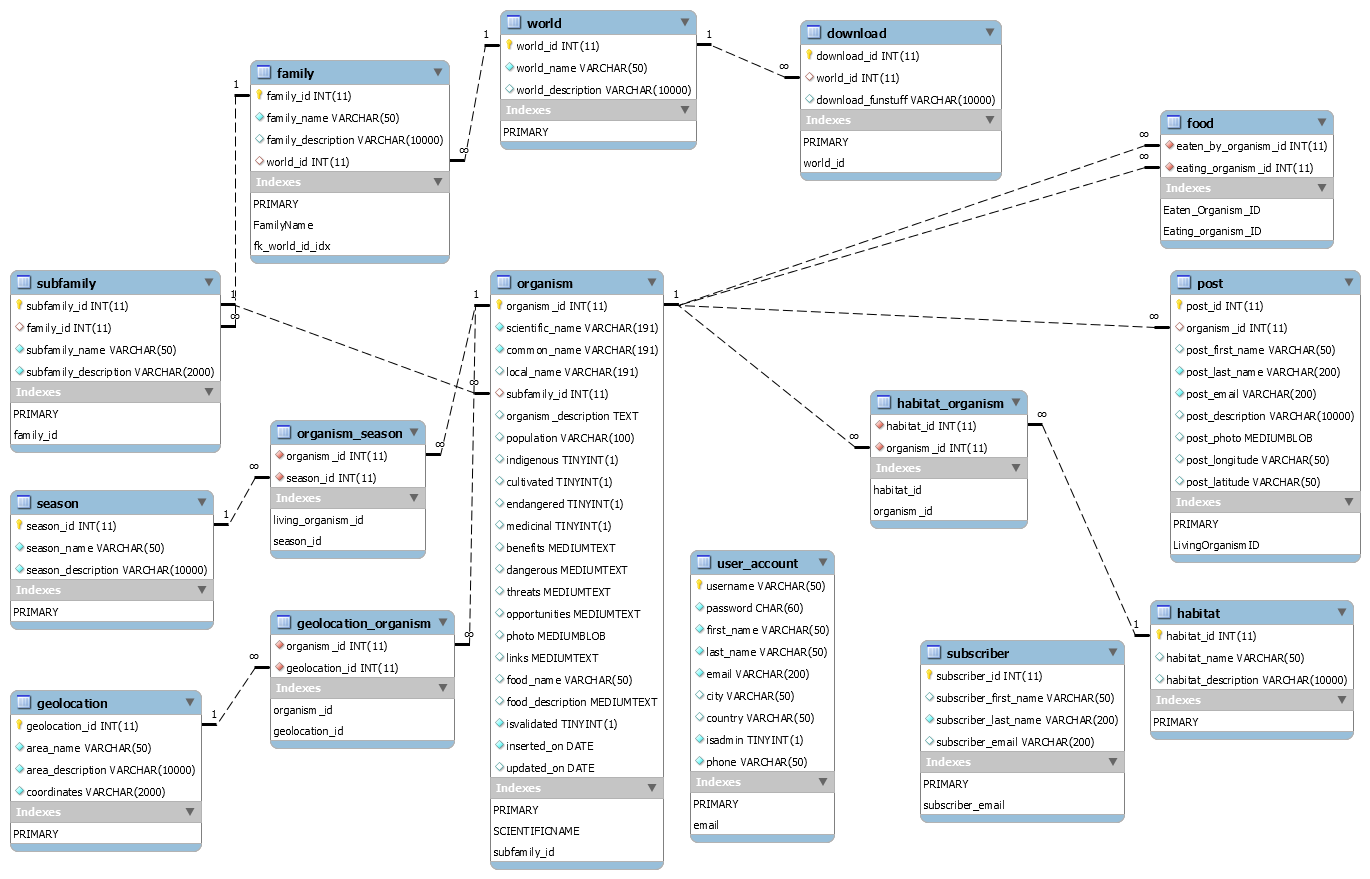 world
world_id INT(11)
world_name VARCHAR(50)
world_description VARCHAR(10000)
Indexes
PRIMARY
download
download_id INT(11)
world_id INT(11)
download_funstuff VARCHAR(10000)
Indexes
PRIMARY
world_id
family
family_id INT(11)
family_name VARCHAR(50)
family_description VARCHAR(10000)
world_id INT(11)
Indexes
PRIMARY
FamilyName
fk_world_id_idx
food
eaten_by_organism_id INT(11)
eating_organism_id INT(11)
Indexes
Eaten_Organism_ID
Eating_organism_ID
subfamily
subfamily_id INT(11)
family_id INT(11)
subfamily_name VARCHAR(50)
subfamily_description VARCHAR(2000)
Indexes
PRIMARY
family_id
organism
organism_id INT(11)
scientific_name VARCHAR(191)
common_name VARCHAR(191)
local_name VARCHAR(191)
subfamily_id INT(11)
organism_description TEXT
population VARCHAR(100)
indigenous TINYINT(1)
cultivated TINYINT(1)
endangered TINYINT(1)
medicinal TINYINT(1)
benefits MEDIUMTEXT
dangerous MEDIUMTEXT
threats MEDIUMTEXT
opportunities MEDIUMTEXT
photo MEDIUMBLOB
links MEDIUMTEXT
food_name VARCHAR(50)
food_description MEDIUMTEXT
isvalidated TINYINT(1)
inserted_on DATE
updated_on DATE
Indexes
PRIMARY
SCIENTIFICNAME
subfamily_id
post
post_id INT(11)
organism_id INT(11)
post_first_name VARCHAR(50)
post_last_name VARCHAR(200)
post_email VARCHAR(200)
post_description VARCHAR(10000)
post_photo MEDIUMBLOB
post_longitude VARCHAR(50)
post_latitude VARCHAR(50)
Indexes
PRIMARY
LivingOrganismID
habitat_organism
habitat_id INT(11)
organism_id INT(11)
Indexes
habitat_id
organism_id
organism_season
organism_id INT(11)
season_id INT(11)
Indexes
living_organism_id
season_id
season
season_id INT(11)
season_name VARCHAR(50)
season_description VARCHAR(10000)
Indexes
PRIMARY
user_account
username VARCHAR(50)
password CHAR(60)
first_name VARCHAR(50)
last_name VARCHAR(50)
email VARCHAR(200)
city VARCHAR(50)
country VARCHAR(50)
isadmin TINYINT(1)
phone VARCHAR(50)
Indexes
PRIMARY
email
geolocation_organism
organism_id INT(11)
geolocation_id INT(11)
Indexes
organism_id
geolocation_id
habitat
habitat_id INT(11)
habitat_name VARCHAR(50)
habitat_description VARCHAR(10000)
Indexes
PRIMARY
subscriber
subscriber_id INT(11)
subscriber_first_name VARCHAR(50)
subscriber_last_name VARCHAR(200)
subscriber_email VARCHAR(200)
Indexes
PRIMARY
subscriber_email
geolocation
geolocation_id INT(11)
area_name VARCHAR(50)
area_description VARCHAR(10000)
coordinates VARCHAR(2000)
Indexes
PRIMARY
1
∞
1
∞
1
∞
1
∞
1
∞
1
∞
∞
1
∞
∞
∞
∞
∞
1
∞
1